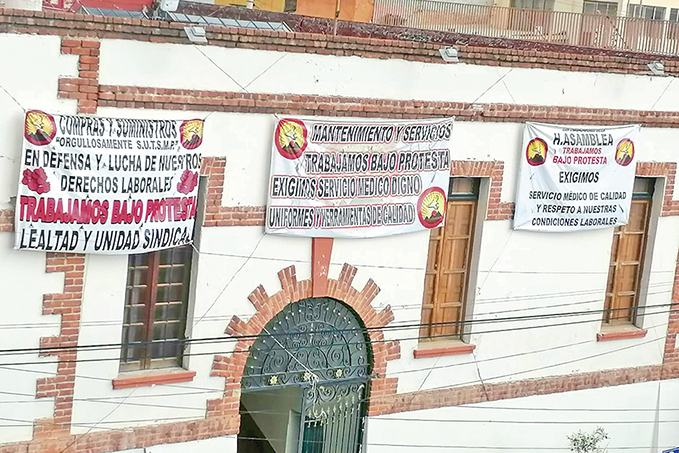 COMPRAS Y SUMINISTROS
"ORGULLOSAMENTE S.U.T.S.M.P."
EN DEFENSA Y LUCHA DE NUESTROS
DERECHOS LABORALES
TRABAJAMOS BAJO PROTESTA
LEALTAD Y UNIDAD SINDICAL
MANTENIMIENTO Y SERVICIOS
TRABAJAMOS BAJO PROTESTA
EXIGIMOS SERVICIO MEDICO DIGNO
UNIFORMES Y HERRAMIENTAS DE CALIDAD
H. ASAMBLEA
TRABAJAMOS
BAJO PROTESTA
EXIGIMOS
SERVICIO MÉDICO DE CALIDAD
Y RESPETO A NUESTRAS
CONDICIONES LABORALES